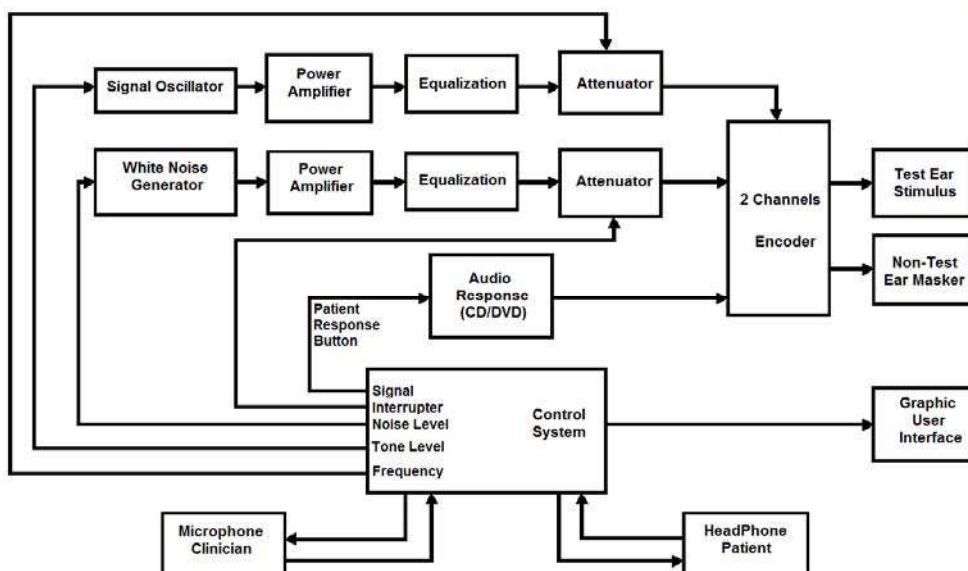 Signal Oscillator
Power
Amplifier
Equalization
Attenuator
White Noise
Generator
Power
Amplifier
Equalization
Attenuator
2 Channels
Encoder
Test Ear
Stimulus
Non-Test
Ear Masker
Audio
Response
(CD/DVD)
Patient
Response
Button
Signal
Interrupter
Noise Level
Tone Level
Frequency
Control
System
Graphic
User
Interface
Microphone
Clinician
HeadPhone
Patient